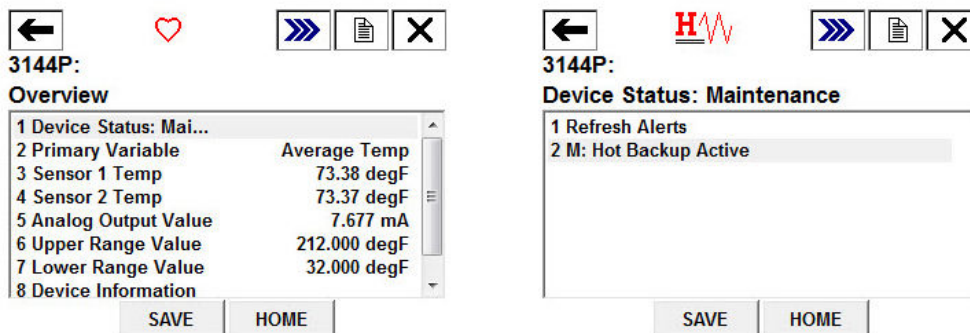 3144P:
Overview
1 Device Status: Mai...
2 Primary Variable Average Temp
3 Sensor 1 Temp 73.38 degF
4 Sensor 2 Temp 73.37 degF
5 Analog Output Value 7.677 mA
6 Upper Range Value 212.000 degF
7 Lower Range Value 32.000 degF
8 Device Information
SAVE HOME
H
3144P:
Device Status: Maintenance
1 Refresh Alerts
2 M: Hot Backup Active
SAVE HOME